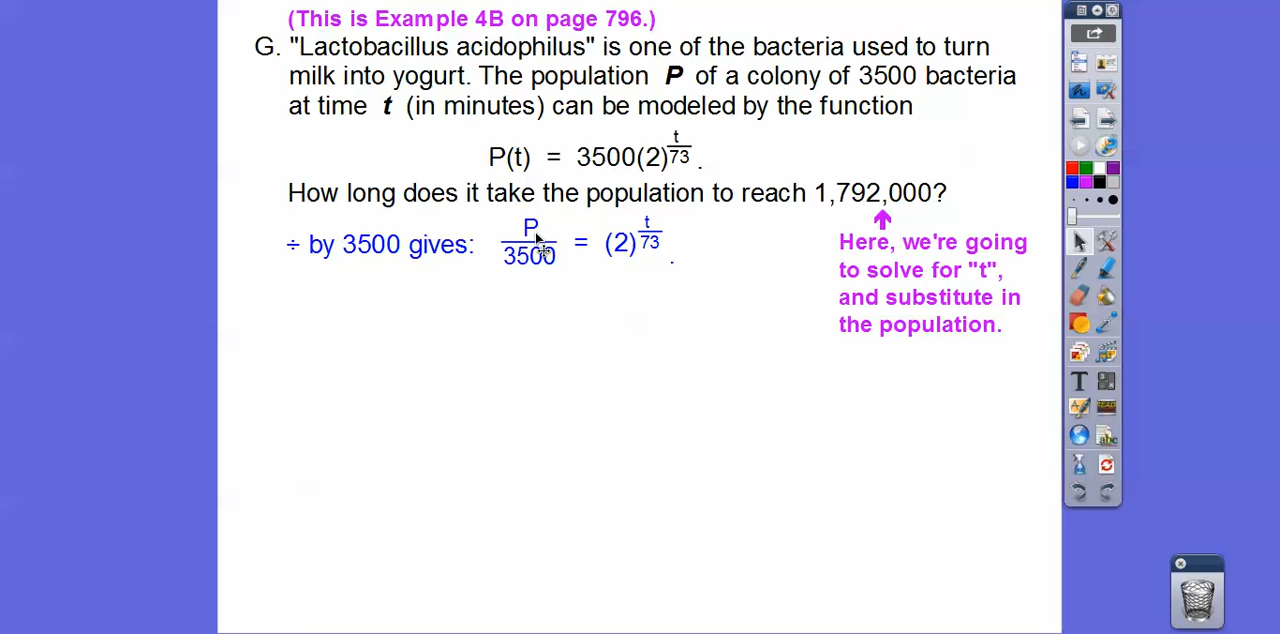 (This is Example 4B on page 796.)
G. "Lactobacillus acidophilus" is one of the bacteria used to turn
milk into yogurt. The population P of a colony of 3500 bacteria
at time t (in minutes) can be modeled by the function
P(t) = 3500(2)^(t/73) .
How long does it take the population to reach 1,792,000?
÷ by 3500 gives: P/3500 = (2)^(t/73) .
Here, we're going
to solve for "t",
and substitute in
the population.